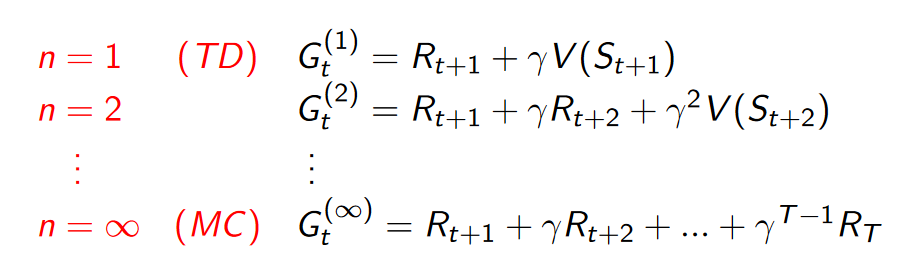 n = 1 (TD) G_t^{(1)} = R_{t+1} + γV(S_{t+1})
n = 2 G_t^{(2)} = R_{t+1} + γR_{t+2} + γ^2V(S_{t+2})
⋮ ⋮
n = ∞ (MC) G_t^{(∞)} = R_{t+1} + γR_{t+2} + ... + γ^{T−1}R_T